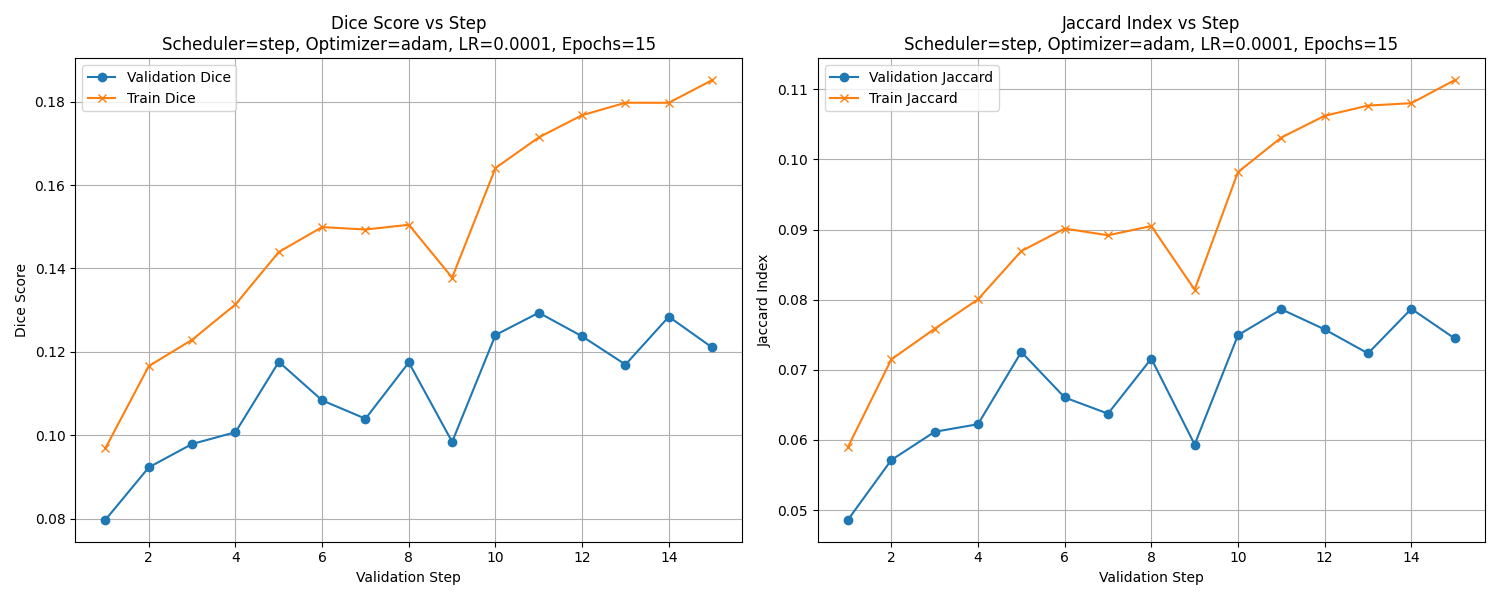 Dice Score vs Step
Scheduler=step, Optimizer=adam, LR=0.0001, Epochs=15
Validation Dice
Train Dice
0.18
0.16
0.14
0.12
0.10
0.08
Dice Score
2 4 6 8 10 12 14
Validation Step
Jaccard Index vs Step
Scheduler=step, Optimizer=adam, LR=0.0001, Epochs=15
Validation Jaccard
Train Jaccard
0.11
0.10
0.09
0.08
0.07
0.06
0.05
Jaccard Index
2 4 6 8 10 12 14
Validation Step